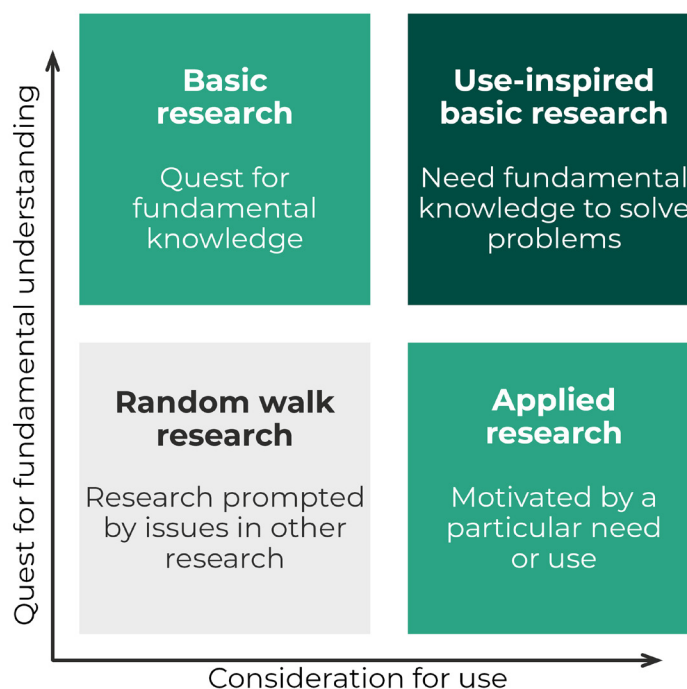 Quest for fundamental understanding
Basic
research
Quest for
fundamental
knowledge
Use-inspired
basic research
Need fundamental
knowledge to solve
problems
Random walk
research
Research prompted
by issues in other
research
Applied
research
Motivated by a
particular need
or use
Consideration for use